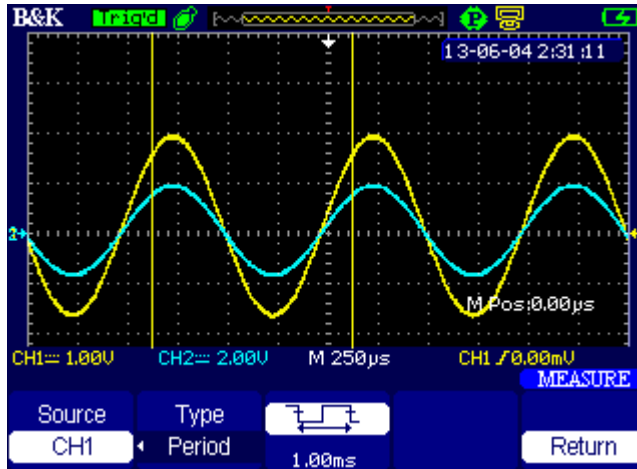 B&K Trig'd P
13-06-04 2:31:11
2
M Pos:0.00µs
CH1 1.00V CH2 2.00V M 250µs CH1 0.00mV
MEASURE
Source Type
CH1 Period 1.00ms Return